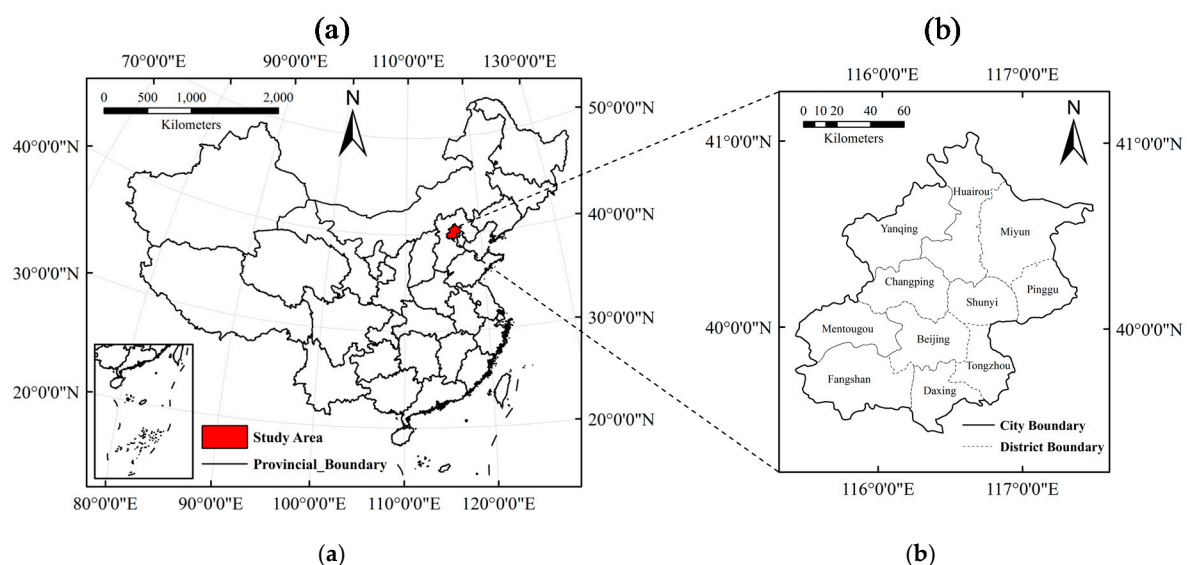 (a)
(b)
70°0'0"E 90°0'0"E 110°0'0"E 130°0'0"E
0 500 1,000 2,000
Kilometers
N
50°0'0"N
40°0'0"N
40°0'0"N
30°0'0"N
30°0'0"N
20°0'0"N
20°0'0"N
Study Area
Provincial_Boundary
80°0'0"E 90°0'0"E 100°0'0"E 110°0'0"E 120°0'0"E
116°0'0"E 117°0'0"E
0 10 20 40 60
Kilometers
N
41°0'0"N
41°0'0"N
Huairou
Yanqing
Miyun
Changping
Pinggu
Shunyi
40°0'0"N
40°0'0"N
Mentougou
Beijing
Tongzhou
Fangshan
Daxing
City Boundary
District Boundary
116°0'0"E 117°0'0"E
(a)
(b)